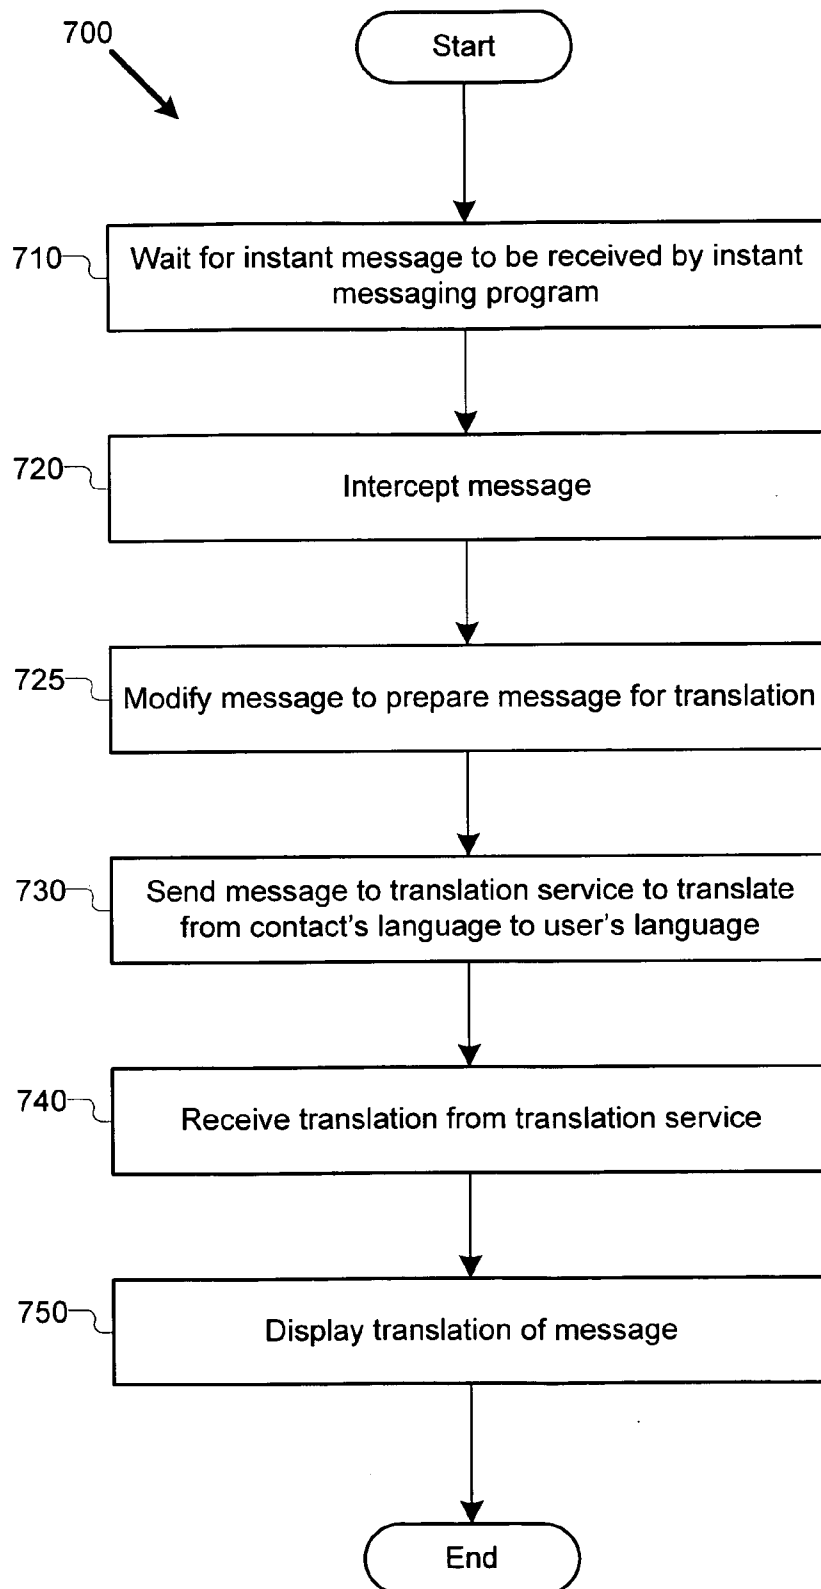 700
Start
710
Wait for instant message to be received by instant
messaging program
720
Intercept message
725
Modify message to prepare message for translation
730
Send message to translation service to translate
from contact's language to user's language
740
Receive translation from translation service
750
Display translation of message
End